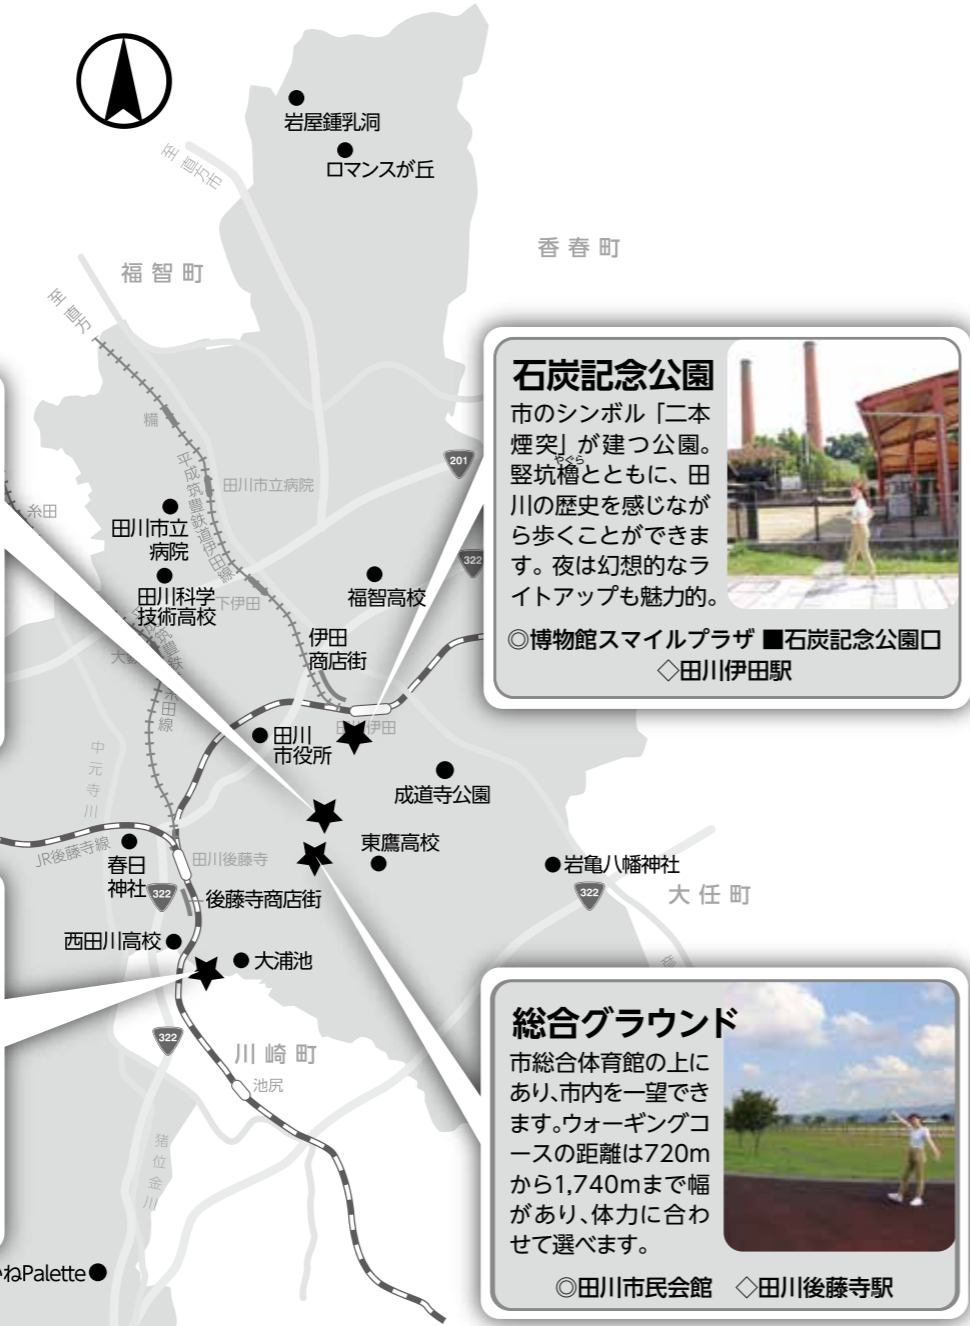 岩屋鍾乳洞
ロマンスが丘
至 直方市
香春町
福智町
至 直方
糒
平成筑豊鉄道伊田線
201
田川市立病院
糸田
田川市立
病院
322
田川科学
技術高校
下伊田
福智高校
伊田
商店街
糸田線
田川
市役所
中元寺川
成道寺公園
東鷹高校
JR後藤寺線
春日
神社
田川後藤寺
岩亀八幡神社
322
322
大任町
後藤寺商店街
西田川高校
大浦池
322
川崎町
池尻
猪位金川
ねPalette
石炭記念公園
市のシンボル「二本
煙突」が建つ公園。
やぐら
竪坑櫓とともに、田
川の歴史を感じなが
ら歩くことができま
す。夜は幻想的なラ
イトアップも魅力的。
◎博物館スマイルプラザ ■石炭記念公園口
◇田川伊田駅
総合グラウンド
市総合体育館の上に
あり、市内を一望でき
ます。ウォーギングコ
ースの距離は720m
から1,740mまで幅
があり、体力に合わ
せて選べます。
◎田川市民会館 ◇田川後藤寺駅